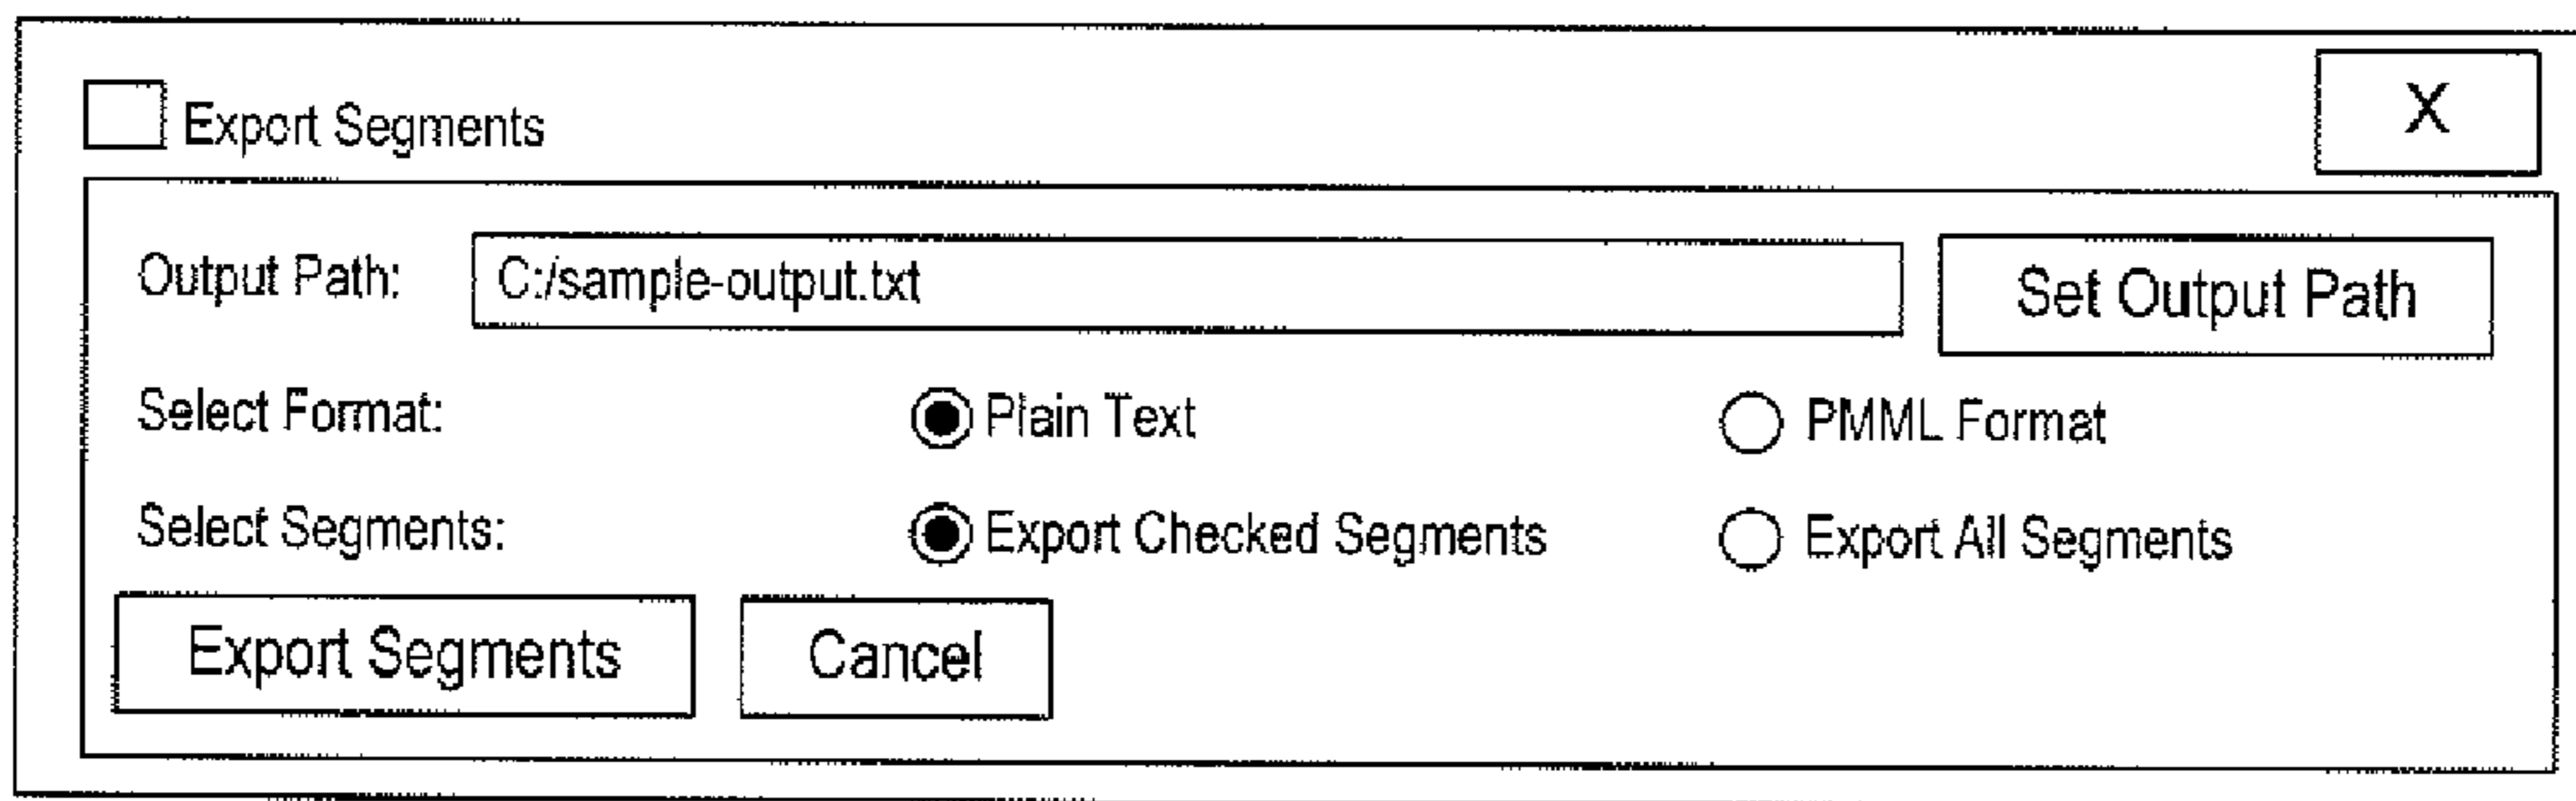 Export Segments
X
Output Path: C:/sample-output.txt Set Output Path
Select Format: Plain Text PMML Format
Select Segments: Export Checked Segments Export All Segments
Export Segments Cancel